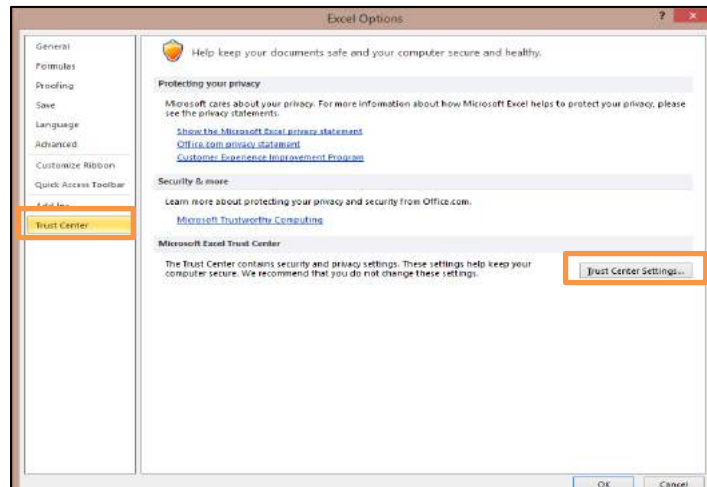 Excel Options
?
General
Formulas
Proofing
Save
Language
Advanced
Customize Ribbon
Quick Access Toolbar
Add-Ins
Trust Center
Help keep your documents safe and your computer secure and healthy.
Protecting your privacy
Microsoft cares about your privacy. For more information about how Microsoft Excel helps to protect your privacy, please
see the privacy statements.
Show the Microsoft Excel privacy statement
Office.com privacy statement
Customer Experience Improvement Program
Security & more
Learn more about protecting your privacy and security from Office.com.
Microsoft Trustworthy Computing
Microsoft Excel Trust Center
The Trust Center contains security and privacy settings. These settings help keep your
computer secure. We recommend that you do not change these settings.
Trust Center Settings...
OK
Cancel